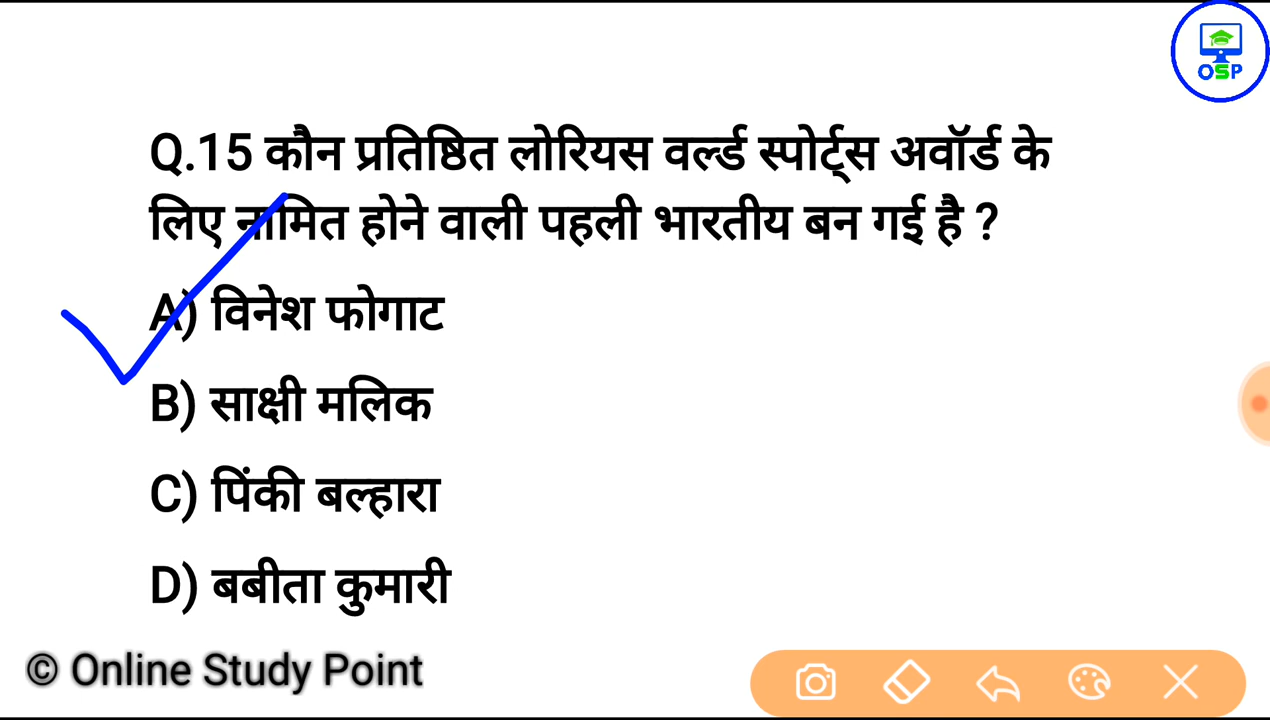 OSP
Q.15 कौन प्रतिष्ठित लोरियस वर्ल्ड स्पोर्ट्स अवॉर्ड के
लिए नामित होने वाली पहली भारतीय बन गई है ?
A) विनेश फोगाट
B) साक्षी मलिक
C) पिंकी बल्हारा
D) बबीता कुमारी
© Online Study Point